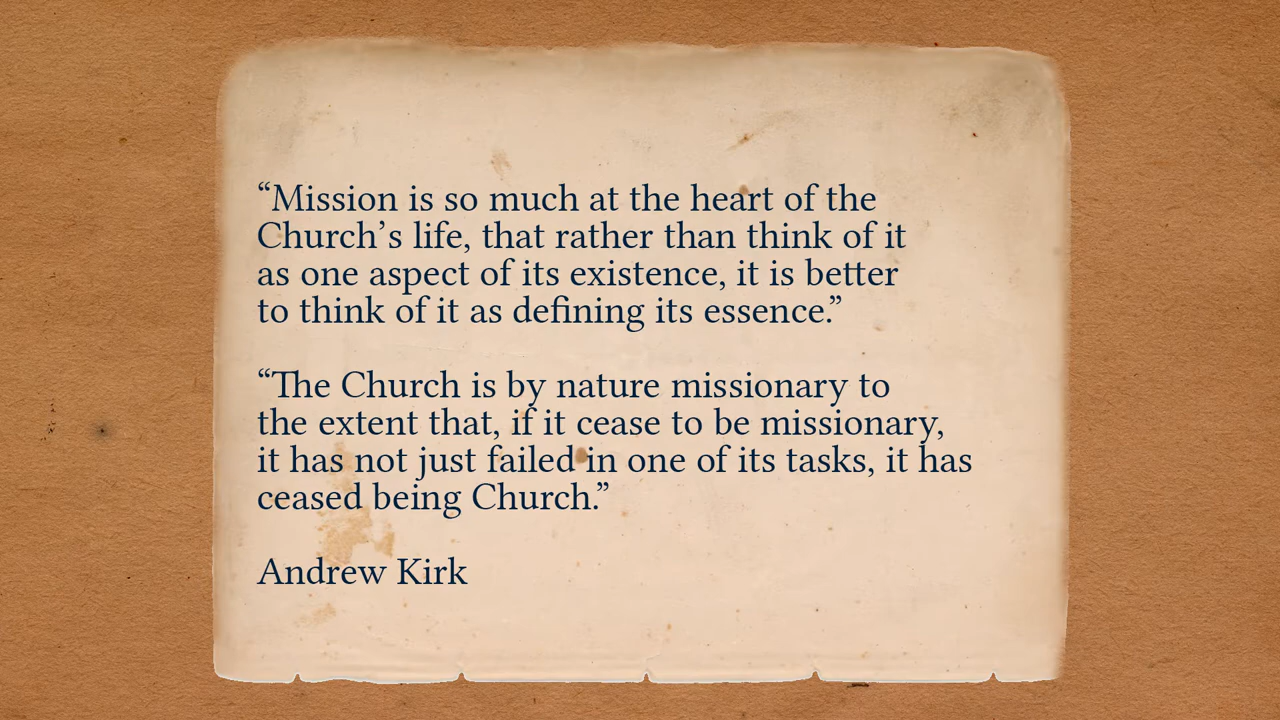 “Mission is so much at the heart of the
Church’s life, that rather than think of it
as one aspect of its existence, it is better
to think of it as defining its essence.”
“The Church is by nature missionary to
the extent that, if it cease to be missionary,
it has not just failed in one of its tasks, it has
ceased being Church.”
Andrew Kirk